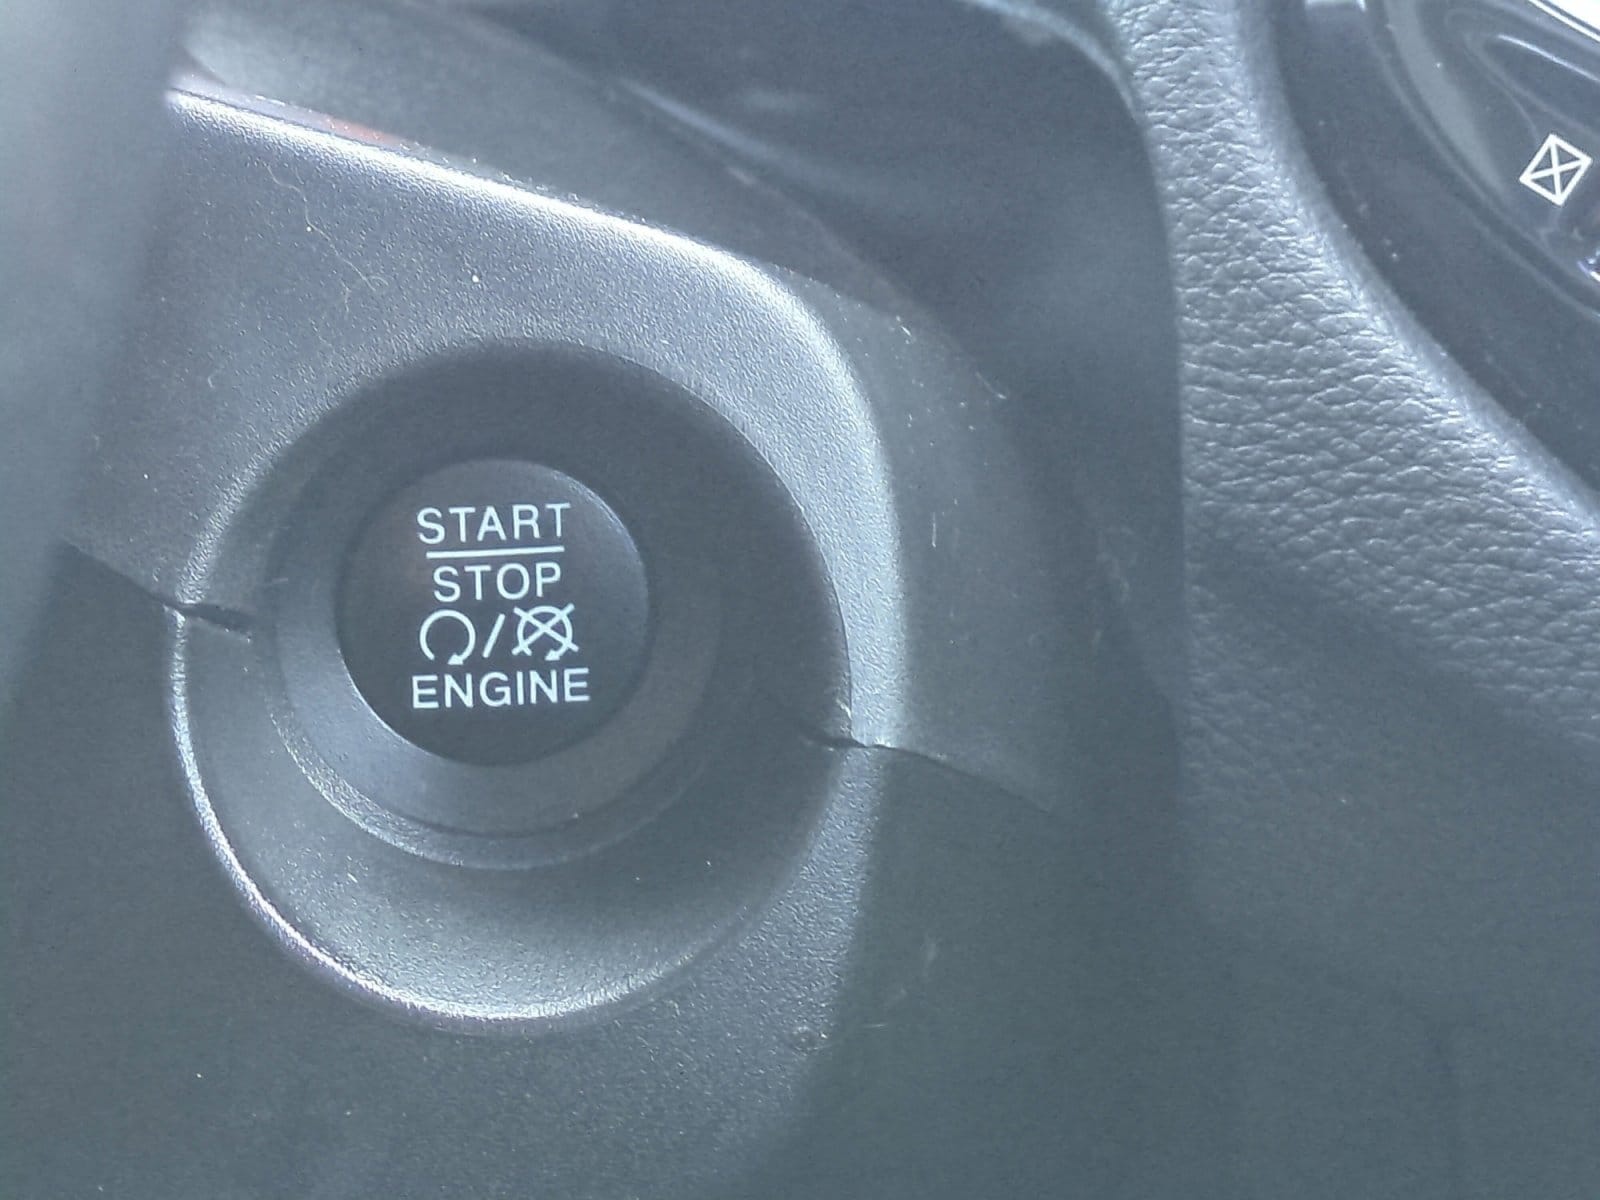 START
STOP
/
ENGINE